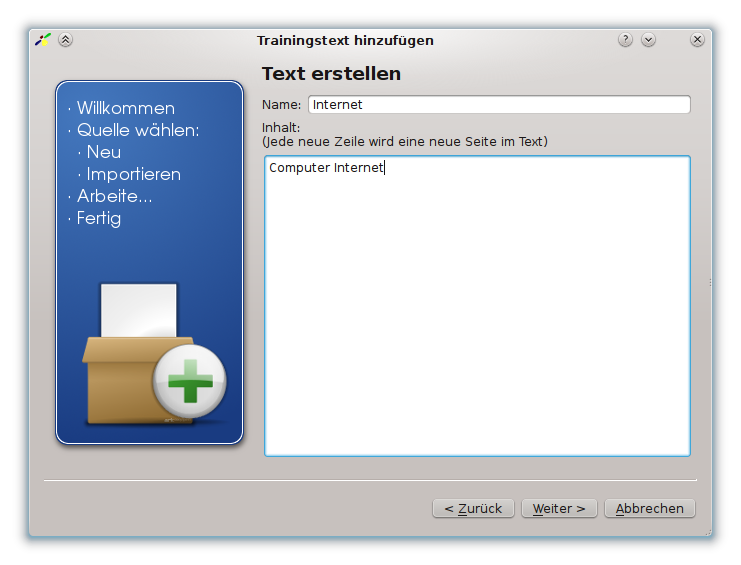 Trainingstext hinzufügen
· Willkommen
· Quelle wählen:
· Neu
· Importieren
· Arbeite...
· Fertig
Text erstellen
Name: Internet
Inhalt:
(Jede neue Zeile wird eine neue Seite im Text)
Computer Internet
< Zurück Weiter > Abbrechen